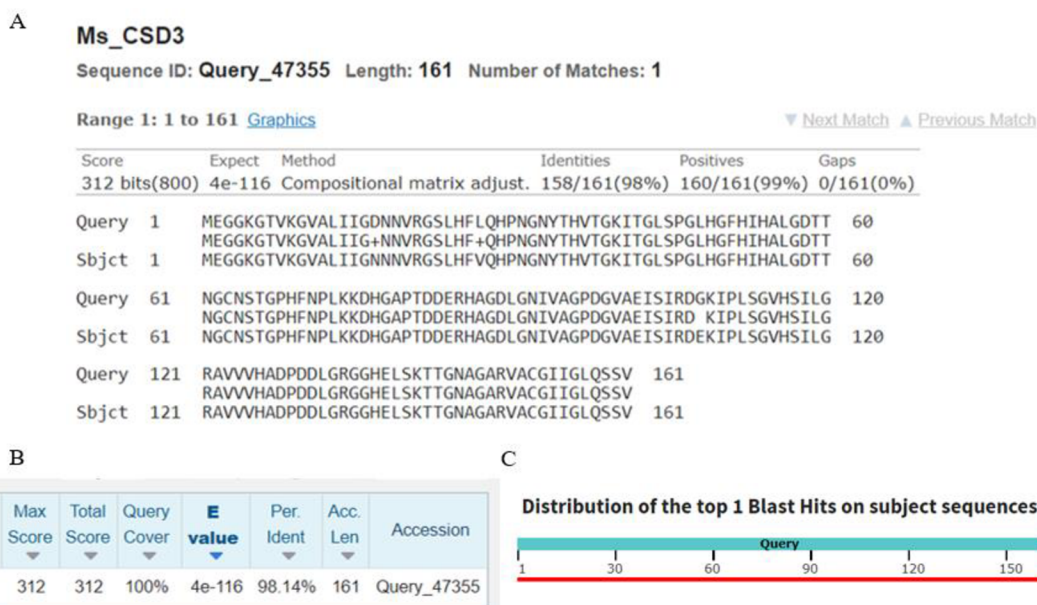 A
Ms_CSD3
Sequence ID: Query_47355 Length: 161 Number of Matches: 1
Range 1: 1 to 161 Graphics ▼ Next Match ▲ Previous Match
Score Expect Method Identities Positives Gaps
312 bits(800) 4e-116 Compositional matrix adjust. 158/161(98%) 160/161(99%) 0/161(0%)
Query 1 MEGGKGTVKGVALIIGDNNVRGSLHFLQHPNGNYTHVTGKITGLSPGLHGFHIHALGDTT 60
MEGGKGTVKGVALIIG+NNVRGSLHF+QHPNGNYTHVTGKITGLSPGLHGFHIHALGDTT
Sbjct 1 MEGGKGTVKGVALIIGNNNVRGSLHFVQHPNGNYTHVTGKITGLSPGLHGFHIHALGDTT 60
Query 61 NGCNSTGPHFNPLKKDHGAPTDDERHAGDLGNIVAGPDGVAEISIRDGKIPLSGVHSILG 120
NGCNSTGPHFNPLKKDHGAPTDDERHAGDLGNIVAGPDGVAEISIRD KIPLSGVHSILG
Sbjct 61 NGCNSTGPHFNPLKKDHGAPTDDERHAGDLGNIVAGPDGVAEISIRDEKIPLSGVHSILG 120
Query 121 RAVVVHADPDDLGRGGHELSKTTGNAGARVACGIIGLQSSV 161
RAVVVHADPDDLGRGGHELSKTTGNAGARVACGIIGLQSSV
Sbjct 121 RAVVVHADPDDLGRGGHELSKTTGNAGARVACGIIGLQSSV 161
B
Max Total Query E Per. Acc. Accession
Score Score Cover value Ident Len
312 312 100% 4e-116 98.14% 161 Query_47355
C
Distribution of the top 1 Blast Hits on subject sequences
Query
1 30 60 90 120 150